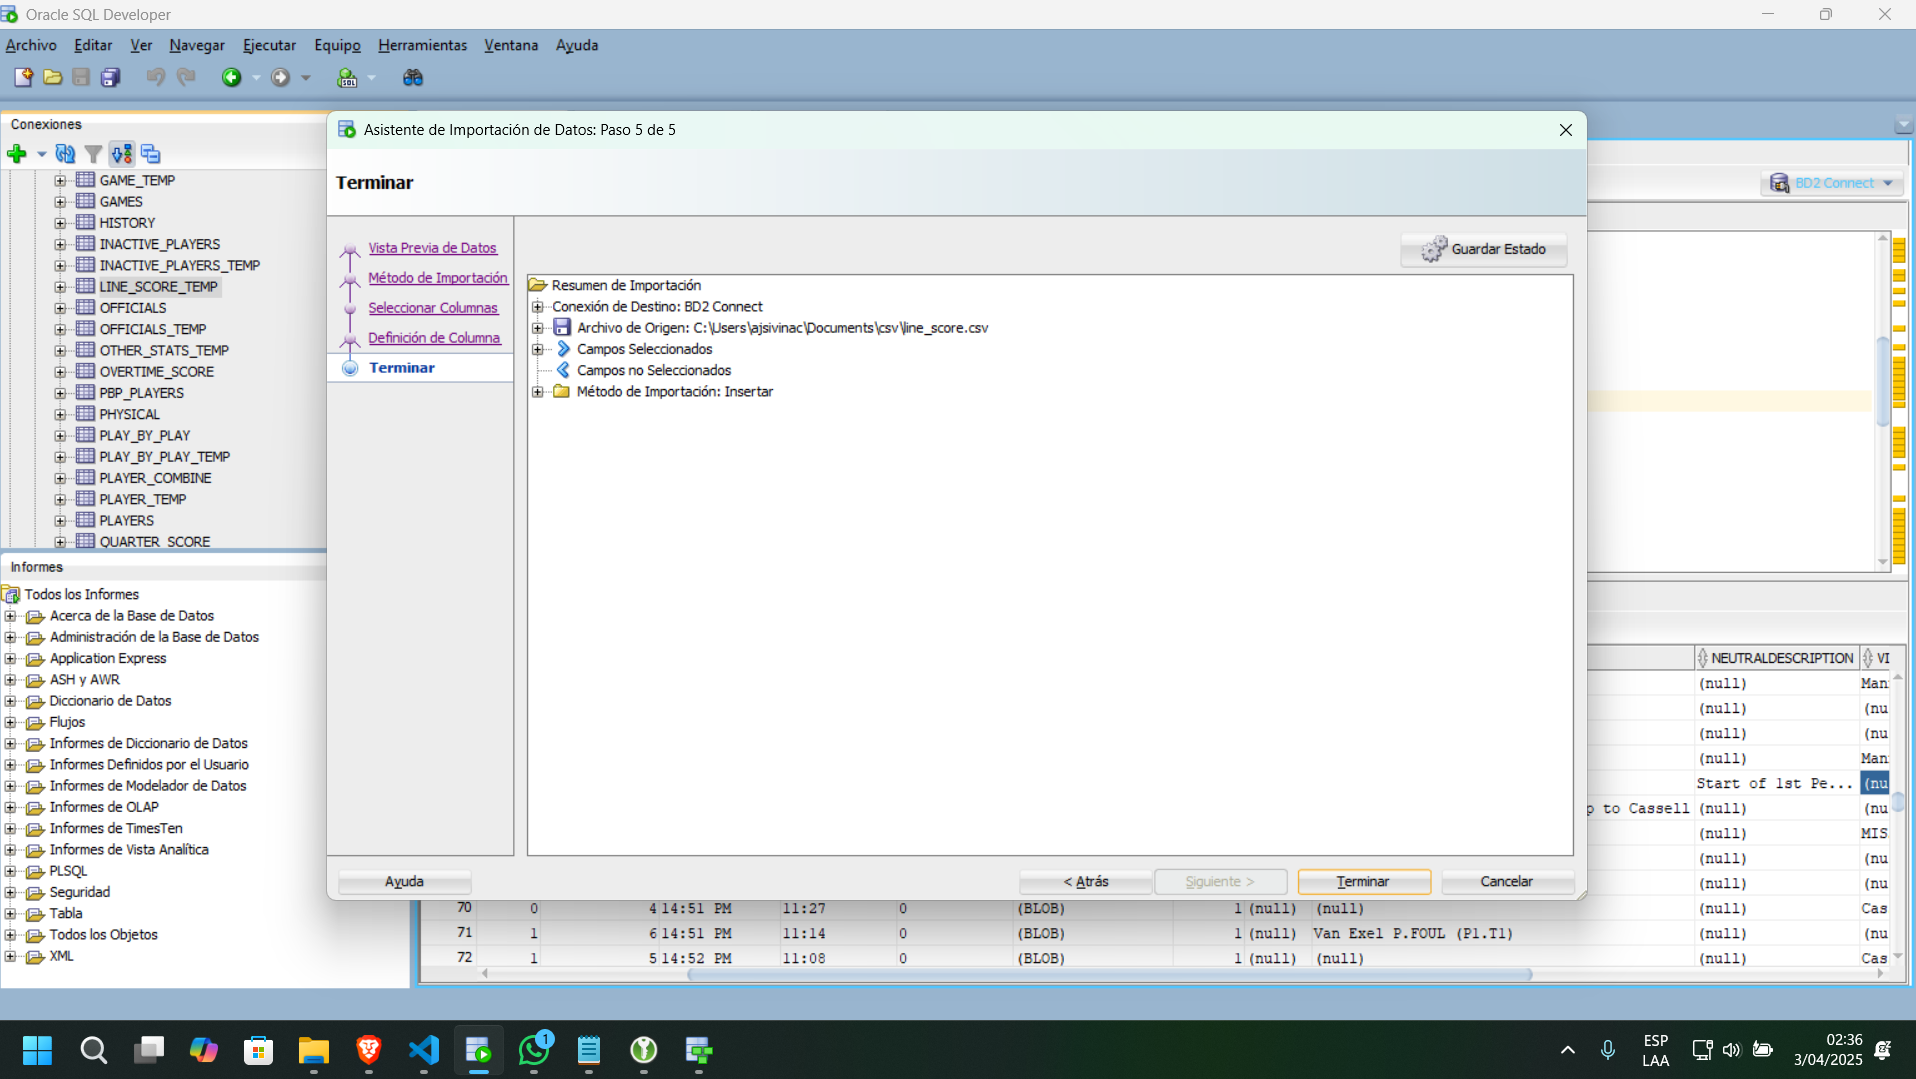 Oracle SQL Developer
Archivo Editar Ver Navegar Ejecutar Equipo Herramientas Ventana Ayuda
Conexiones
GAME_TEMP
GAMES
HISTORY
INACTIVE_PLAYERS
INACTIVE_PLAYERS_TEMP
LINE_SCORE_TEMP
OFFICIALS
OFFICIALS_TEMP
OTHER_STATS_TEMP
OVERTIME_SCORE
PBP_PLAYERS
PHYSICAL
PLAY_BY_PLAY
PLAY_BY_PLAY_TEMP
PLAYER_COMBINE
PLAYER_TEMP
PLAYERS
QUARTER_SCORE
Informes
Todos los Informes
Acerca de la Base de Datos
Administración de la Base de Datos
Application Express
ASH y AWR
Diccionario de Datos
Flujos
Informes de Diccionario de Datos
Informes Definidos por el Usuario
Informes de Modelador de Datos
Informes de OLAP
Informes de TimesTen
Informes de Vista Analítica
PLSQL
Seguridad
Tabla
Todos los Objetos
XML
Asistente de Importación de Datos: Paso 5 de 5
Terminar
Vista Previa de Datos
Método de Importación
Seleccionar Columnas
Definición de Columna
Terminar
Guardar Estado
Resumen de Importación
Conexión de Destino: BD2 Connect
Archivo de Origen: C:\Users\ajsivinac\Documents\csv\line_score.csv
Campos Seleccionados
Campos no Seleccionados
Método de Importación: Insertar
Ayuda
< Atrás
Siguiente >
Terminar
Cancelar
BD2 Connect
NEUTRALDESCRIPTION VI
(null) Man
(null) (nu
(null) (nu
(null) Man
Start of 1st Pe... (nu
p to Cassell (null) (nu
(null) MIS
(null) (nu
(null) (nu
70 0 4 14:51 PM 11:27 0 (BLOB) 1 (null) (null) (null) Cas
71 1 6 14:51 PM 11:14 0 (BLOB) 1 (null) Van Exel P.FOUL (P1.T1) (null) (nu
72 1 5 14:52 PM 11:08 0 (BLOB) 1 (null) (null) (null) Cas
SQL
1
ESP
LAA
02:36
3/04/2025